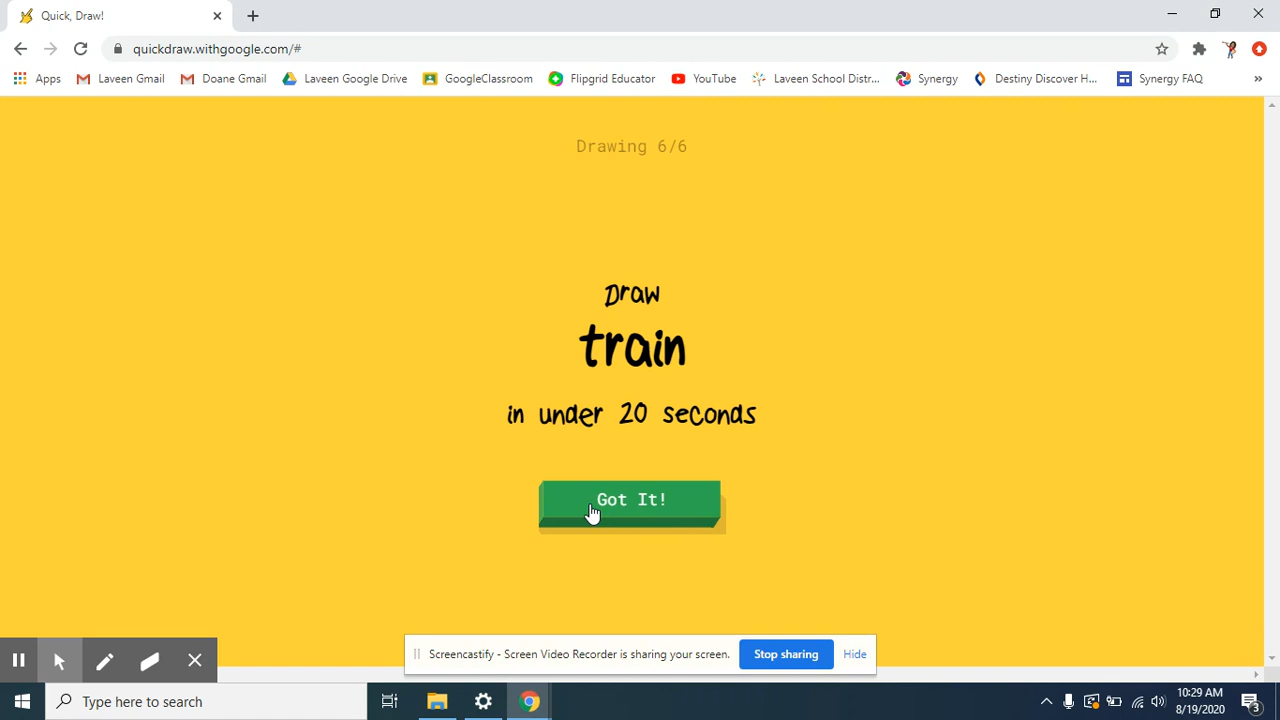 Quick, Draw!
quickdraw.withgoogle.com/#
Apps Laveen Gmail Doane Gmail Laveen Google Drive GoogleClassroom Flipgrid Educator YouTube Laveen School Distr... Synergy Destiny Discover H... Synergy FAQ »
Drawing 6/6
Draw
train
in under 20 seconds
Got It!
Screencastify - Screen Video Recorder is sharing your screen. Stop sharing Hide
Type here to search
10:29 AM
8/19/2020
3